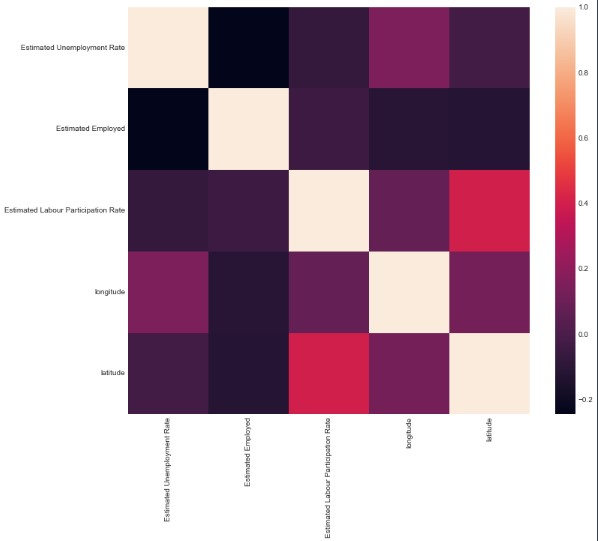 Estimated Unemployment Rate
Estimated Employed
Estimated Labour Participation Rate
longitude
latitude
Estimated Unemployment Rate
Estimated Employed
Estimated Labour Participation Rate
longitude
latitude
1.0
0.8
0.6
0.4
0.2
0.0
−0.2